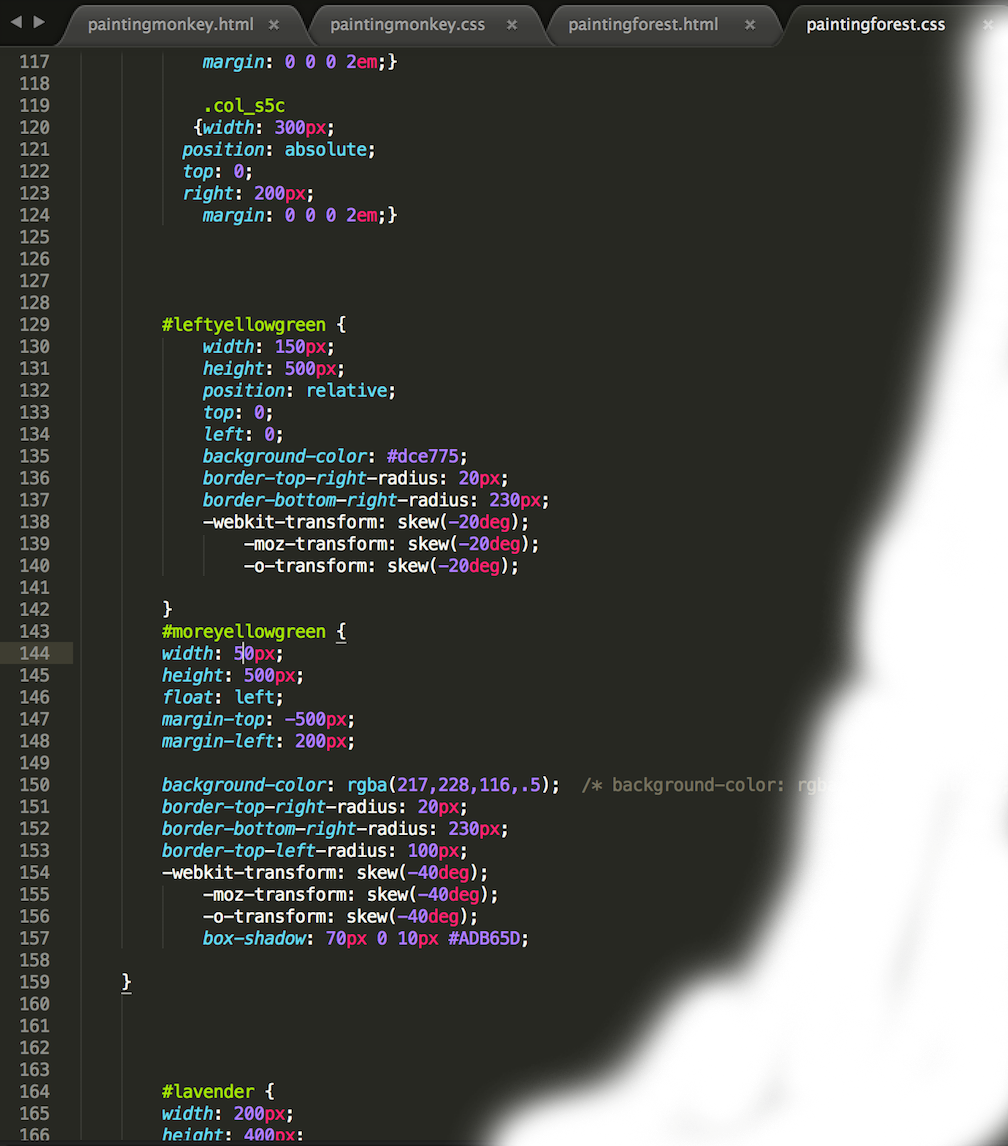 paintingmonkey.html × paintingmonkey.css × paintingforest.html × paintingforest.css ×
117 margin: 0 0 0 2em;}
118
119 .col_s5c
120 {width: 300px;
121 position: absolute;
122 top: 0;
123 right: 200px;
124 margin: 0 0 0 2em;}
125
126
127
128
129 #leftyellowgreen {
130 width: 150px;
131 height: 500px;
132 position: relative;
133 top: 0;
134 left: 0;
135 background-color: #dce775;
136 border-top-right-radius: 20px;
137 border-bottom-right-radius: 230px;
138 -webkit-transform: skew(-20deg);
139 -moz-transform: skew(-20deg);
140 -o-transform: skew(-20deg);
141
142 }
143 #moreyellowgreen {
144 width: 50px;
145 height: 500px;
146 float: left;
147 margin-top: -500px;
148 margin-left: 200px;
149
150 background-color: rgba(217,228,116,.5); /* background-color:
151 border-top-right-radius: 20px;
152 border-bottom-right-radius: 230px;
153 border-top-left-radius: 100px;
154 -webkit-transform: skew(-40deg);
155 -moz-transform: skew(-40deg);
156 -o-transform: skew(-40deg);
157 box-shadow: 70px 0 10px #ADB65D;
158
159 }
160
161
162
163
164 #lavender {
165 width: 200px;
166 height: 400px;